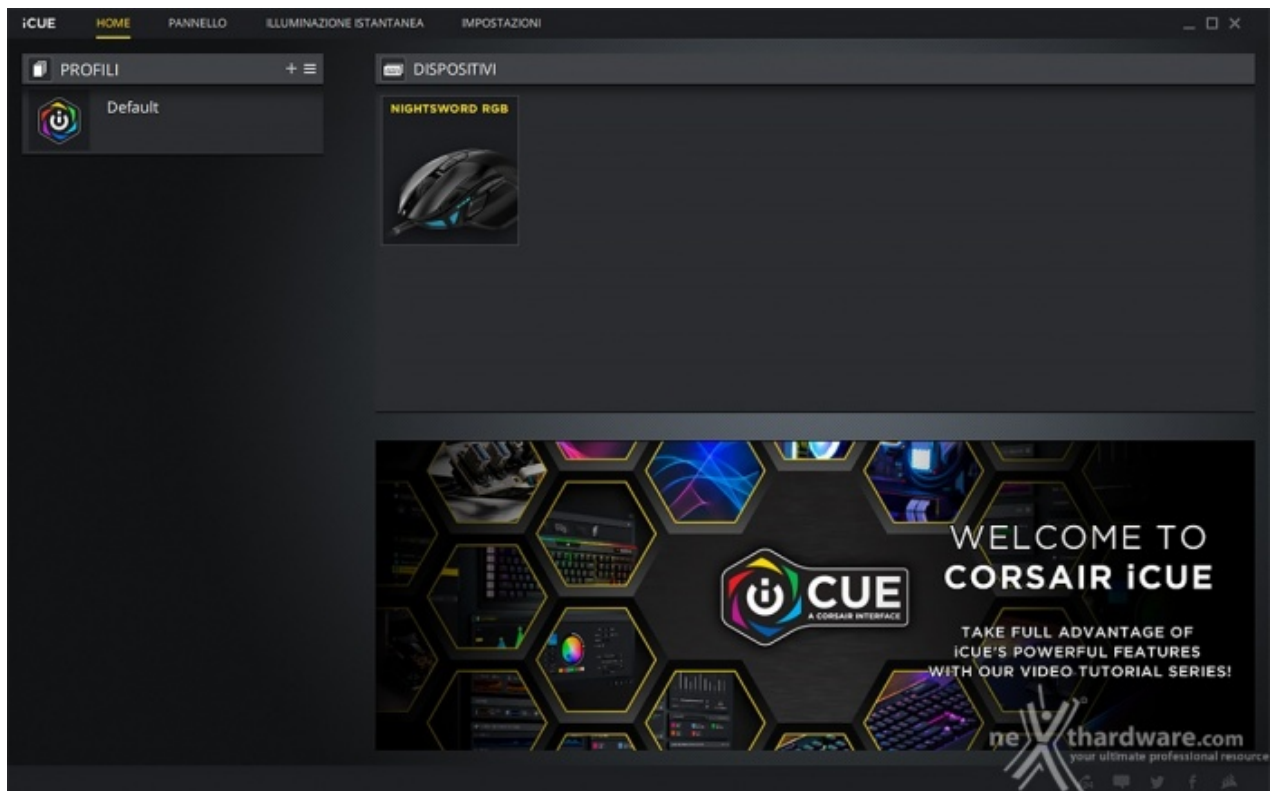 iCUE HOME PANNELLO ILLUMINAZIONE ISTANTANEA IMPOSTAZIONI
PROFILI
Default
DISPOSITIVI
NIGHTSWORD RGB
i CUE
A CORSAIR INTERFACE
WELCOME TO
CORSAIR iCUE
TAKE FULL ADVANTAGE OF
iCUE'S POWERFUL FEATURES
WITH OUR VIDEO TUTORIAL SERIES!
neXthardware.com
your ultimate professional resource